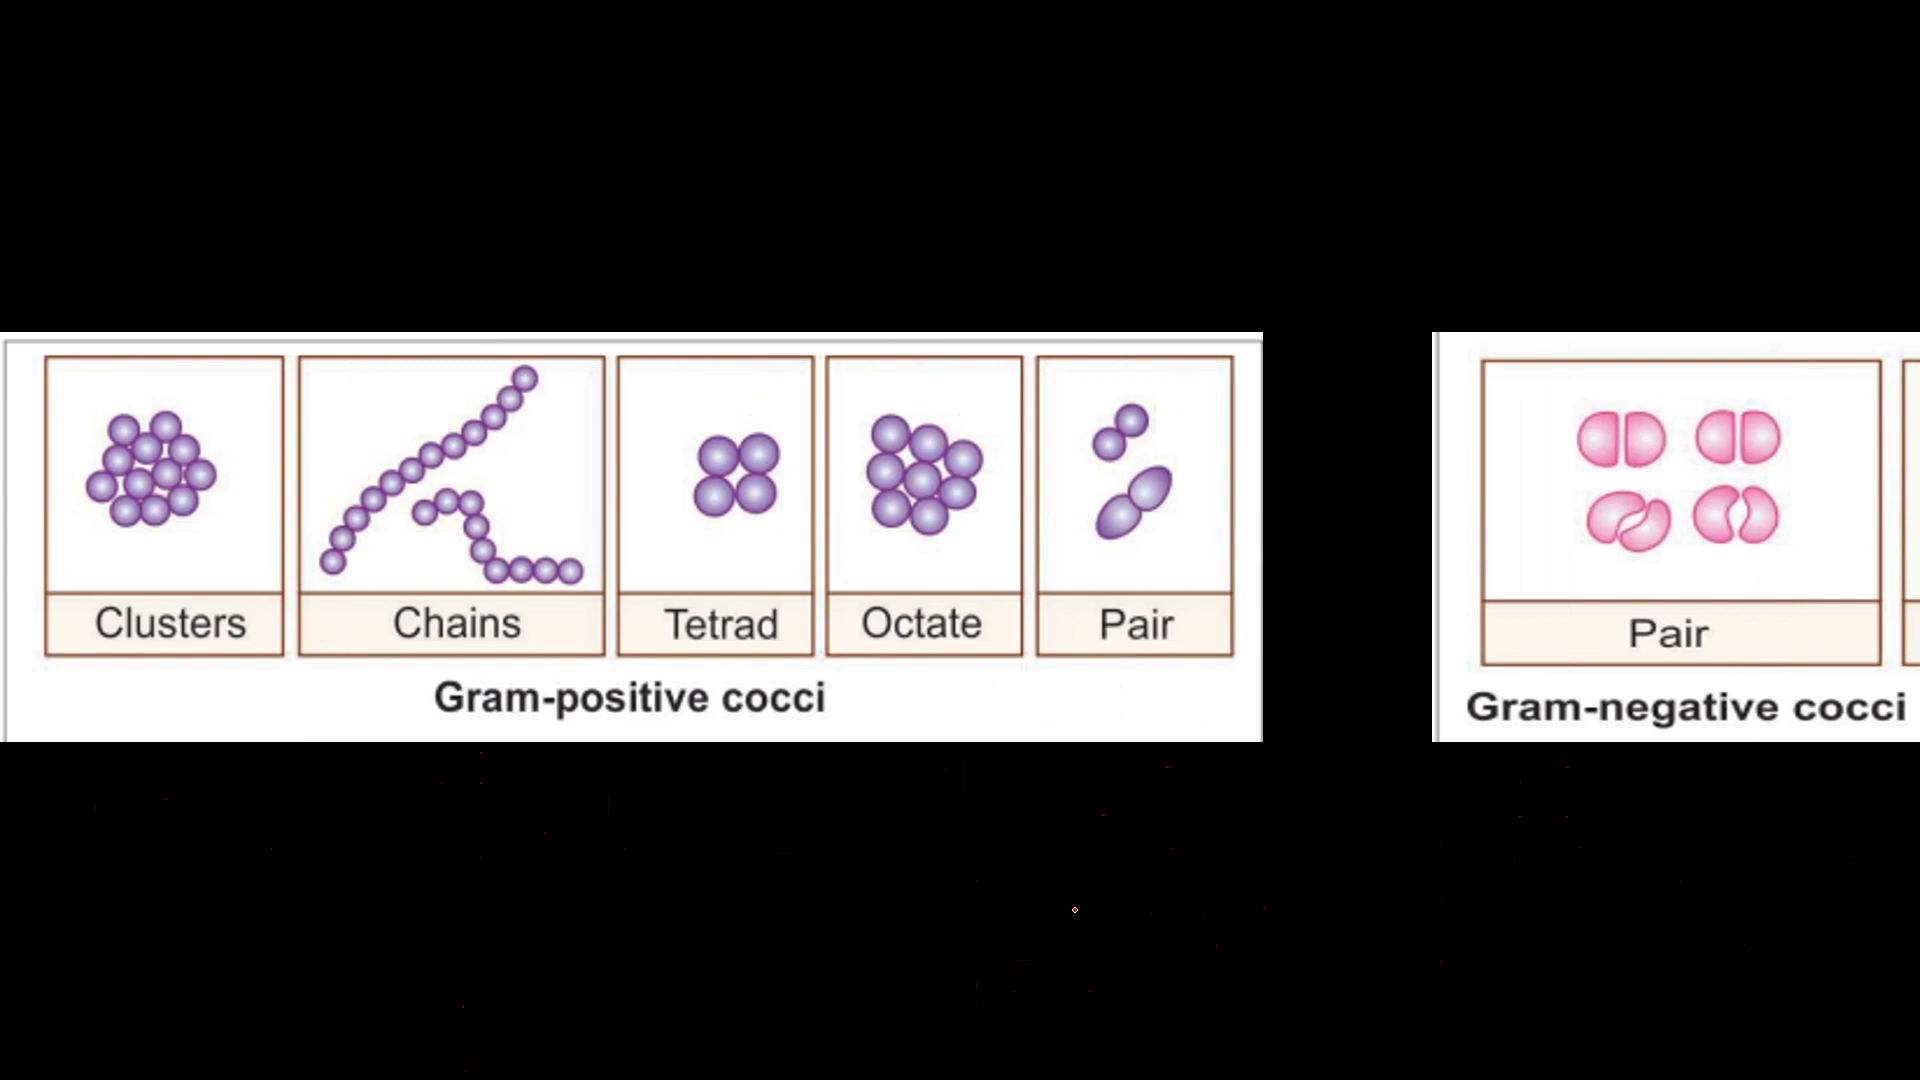 Clusters
Chains
Tetrad
Octate
Pair
Gram-positive cocci
Pair
Gram-negative cocci